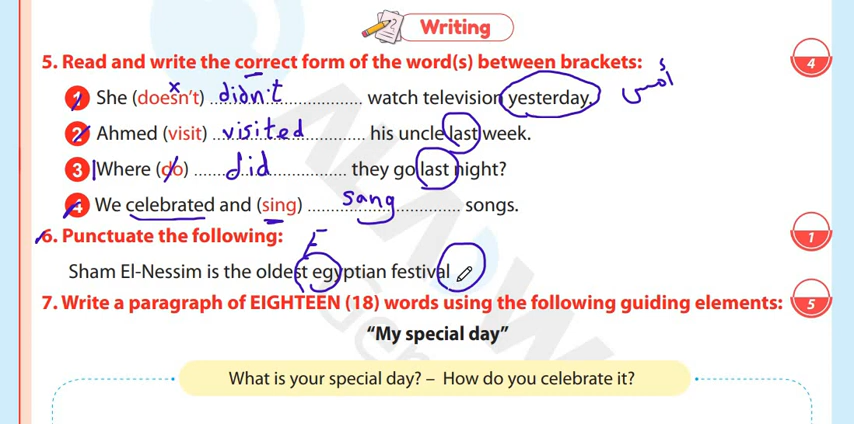 Writing
5. Read and write the correct form of the word(s) between brackets:
4
أمس
1 She (doesn't) didn't watch television yesterday.
2 Ahmed (visit) visited his uncle last week.
3 Where (do) did they go last night?
4 We celebrated and (sing) sang songs.
6. Punctuate the following:
1
E
Sham El-Nessim is the oldest egyptian festival
7. Write a paragraph of EIGHTEEN (18) words using the following guiding elements:
5
“My special day”
What is your special day? – How do you celebrate it?